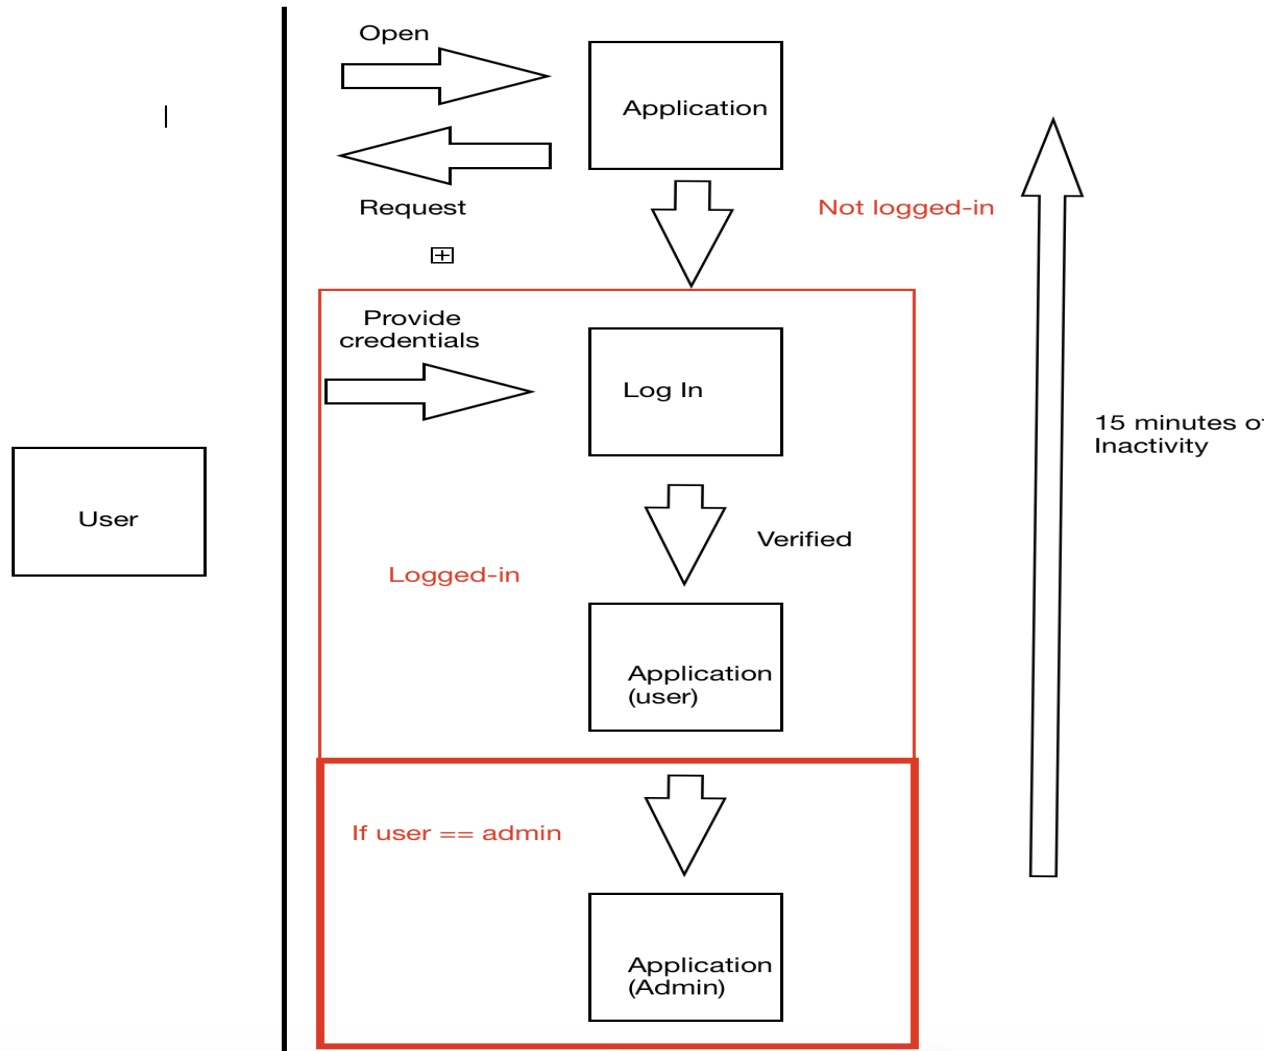 Open
Application
Request
Not logged-in
Provide
credentials
Log In
15 minutes
Inactivity
User
Verified
Logged-in
Application
(user)
If user == admin
Application
(Admin)